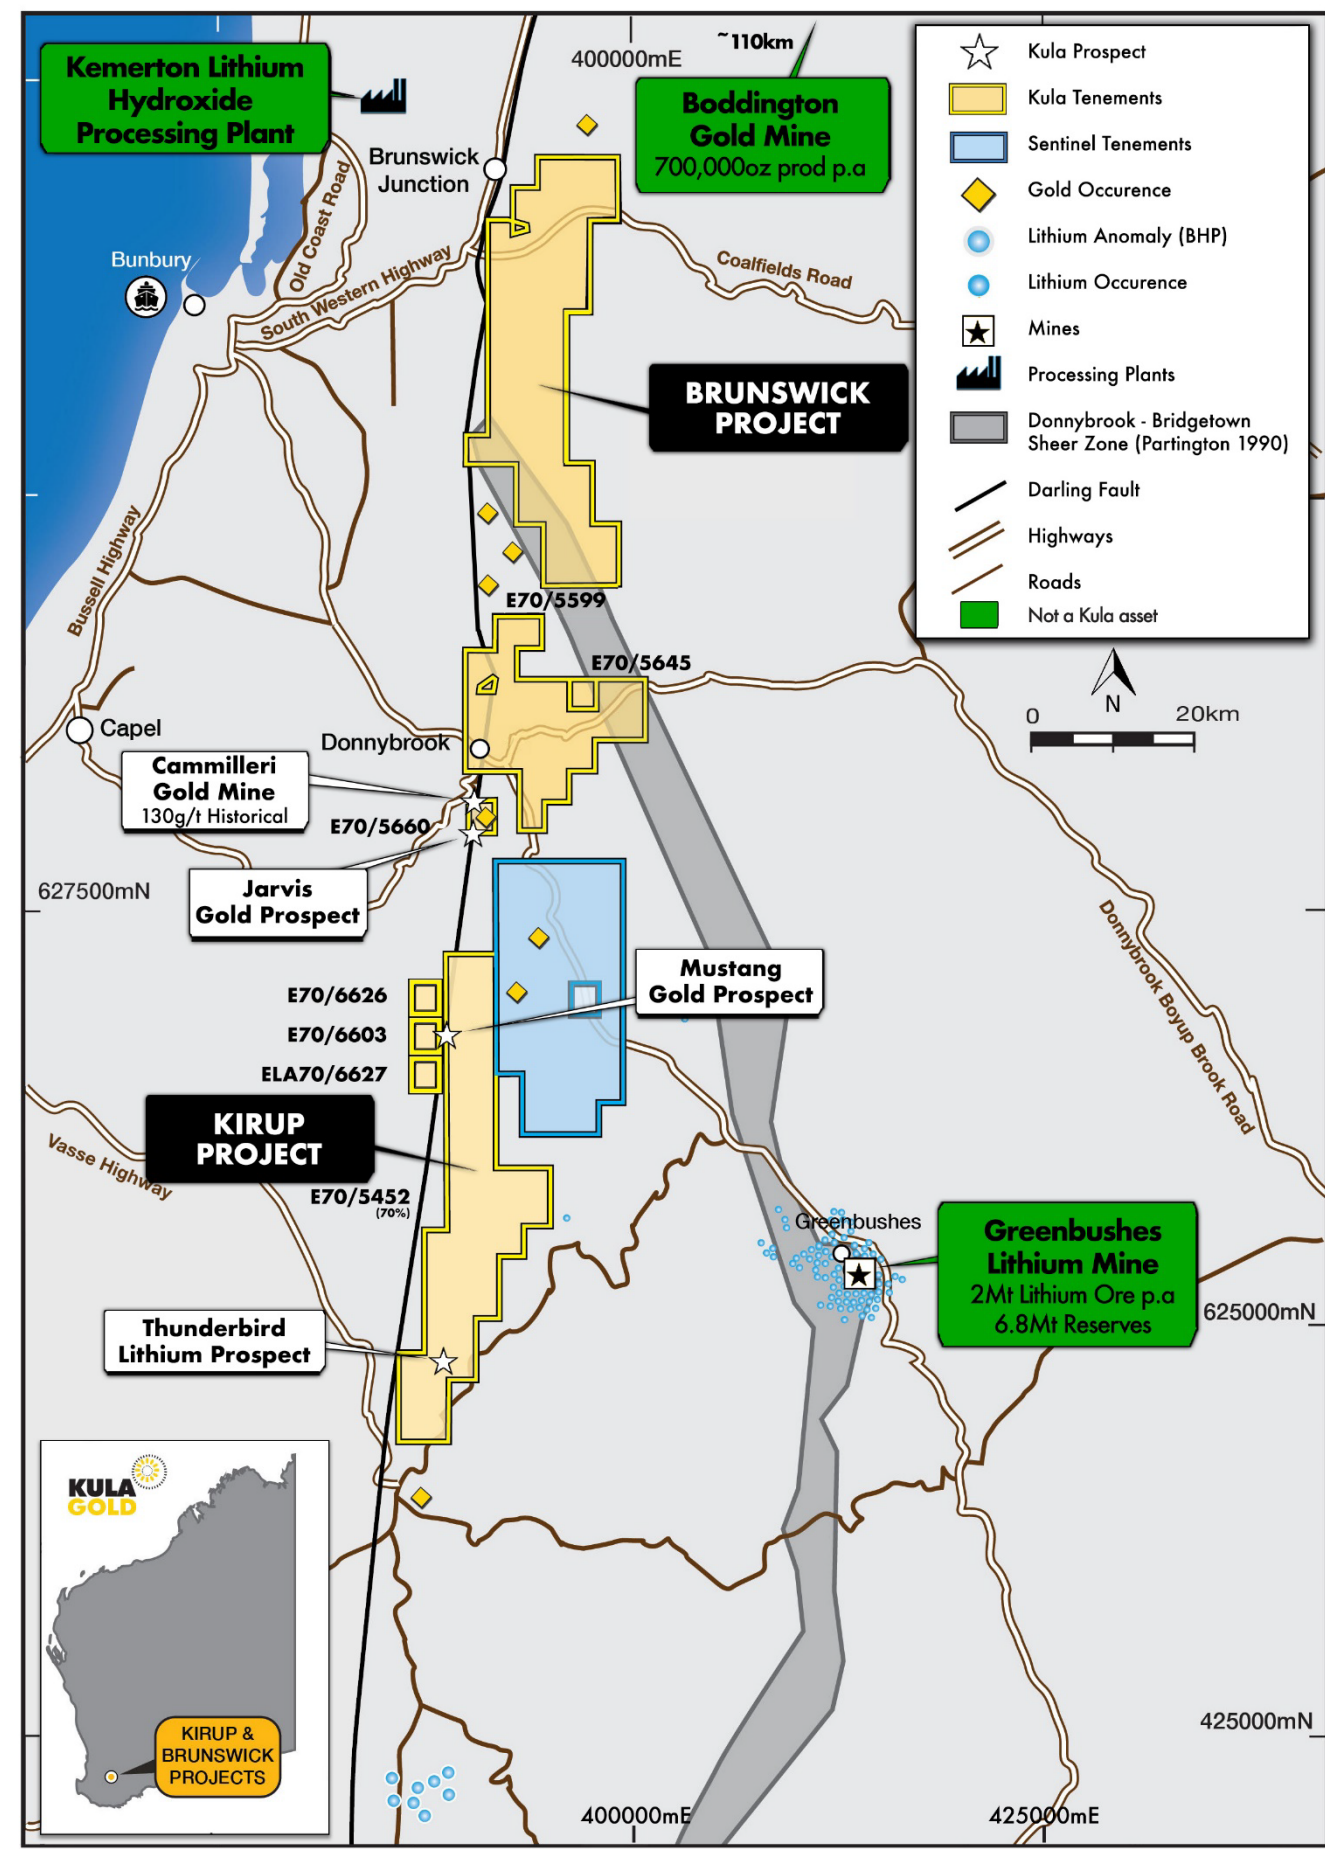 Kemerton Lithium
Hydroxide
Processing Plant
~110km
400000mE
Boddington
Gold Mine
700,000oz prod p.a
Kula Prospect
Kula Tenements
Sentinel Tenements
Gold Occurence
Lithium Anomaly (BHP)
Lithium Occurence
Mines
Processing Plants
Donnybrook - Bridgetown
Sheer Zone (Partington 1990)
Darling Fault
Highways
Roads
Not a Kula asset
N
0
20km
Brunswick
Junction
Old Coast Road
Bunbury
South Western Highway
Coalfields Road
BRUNSWICK
PROJECT
Bussell Highway
E70/5599
E70/5645
Capel
Donnybrook
Cammilleri
Gold Mine
130g/t Historical
E70/5660
Jarvis
Gold Prospect
627500mN
Donnybrook Boyup Brook Road
Mustang
Gold Prospect
E70/6626
E70/6603
ELA70/6627
KIRUP
PROJECT
Vasse Highway
E70/5452
(70%)
Greenbushes
Greenbushes
Lithium Mine
2Mt Lithium Ore p.a
6.8Mt Reserves
625000mN
Thunderbird
Lithium Prospect
KULA
GOLD
KIRUP &
BRUNSWICK
PROJECTS
425000mN
400000mE
425000mE